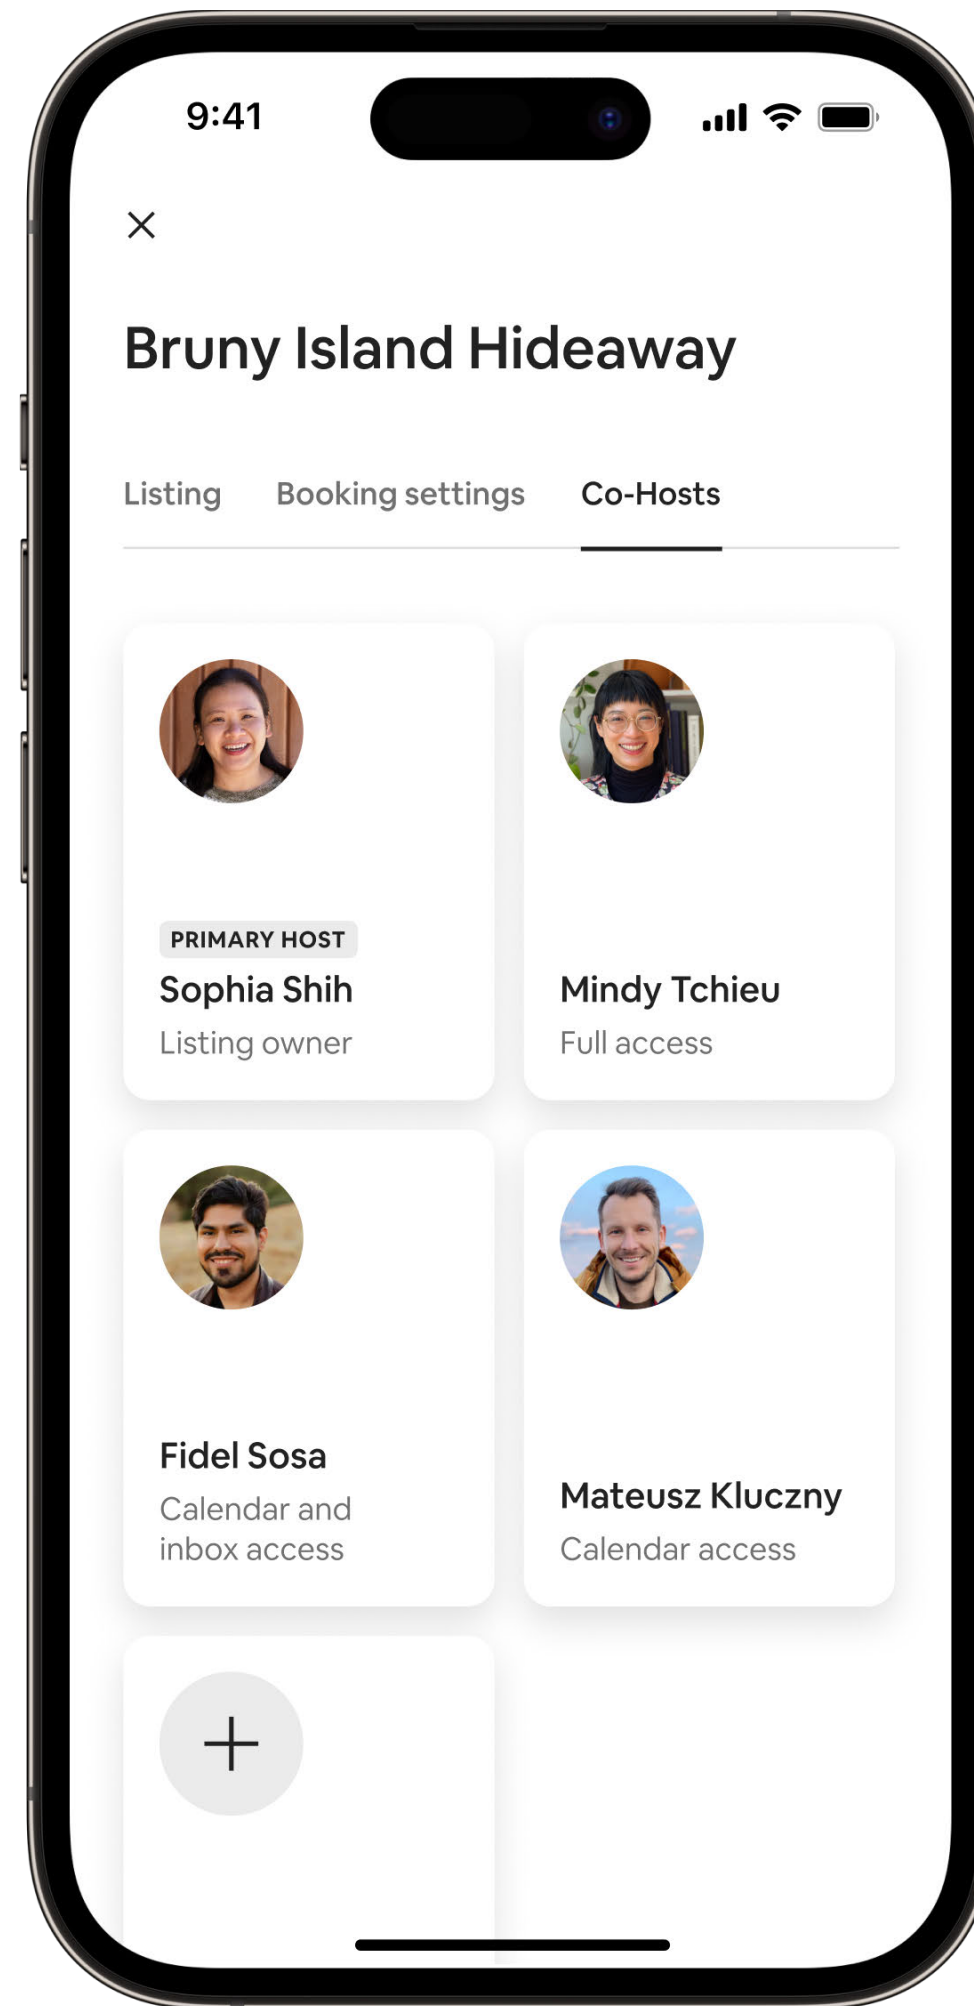 9:41
Bruny Island Hideaway
Listing
Booking settings
Co-Hosts
PRIMARY HOST
Sophia Shih
Listing owner
Mindy Tchieu
Full access
Fidel Sosa
Calendar and
inbox access
Mateusz Kluczny
Calendar access